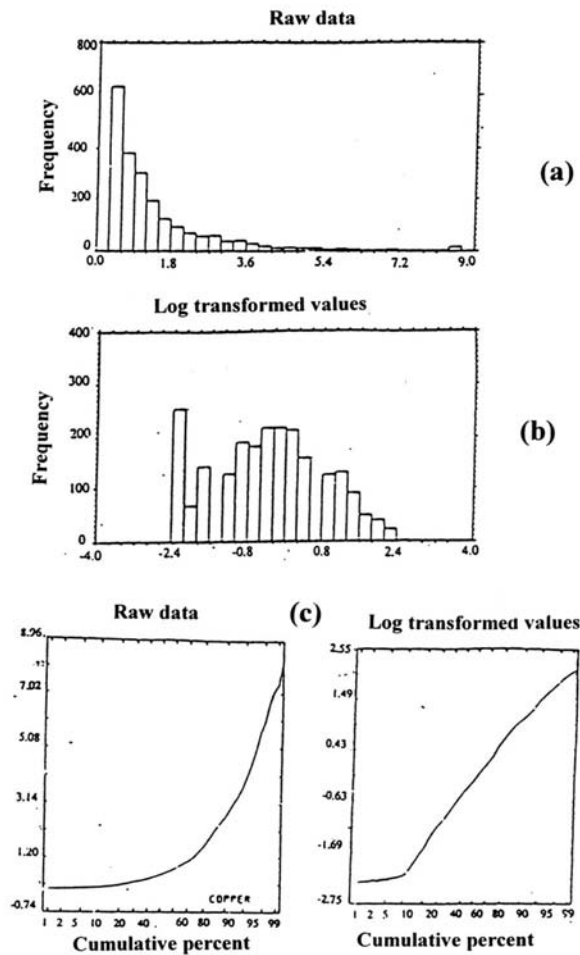 Raw data
800
600
400
200
0
Frequency
0.0 1.8 3.6 5.4 7.2 9.0
(a)
Log transformed values
400
300
200
100
0
Frequency
-4.0 -2.4 -0.8 0.8 2.4 4.0
(b)
(c)
Raw data
8.96
7.02
5.08
3.14
1.20
-0.74
COPPER
1 2 5 10 20 40 60 80 90 95 99
Cumulative percent
Log transformed values
2.55
1.49
0.43
-0.63
-1.69
-2.75
1 2 5 10 20 40 60 80 90 95 99
Cumulative percent